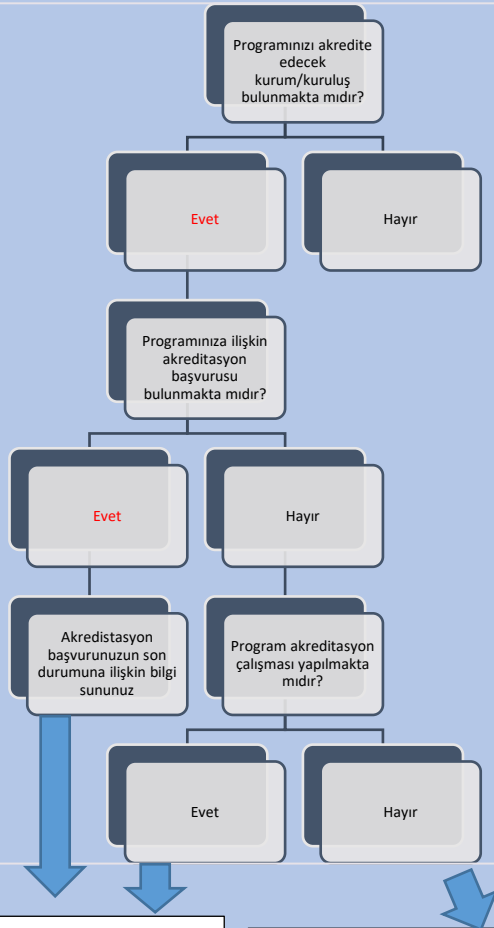 Programınızı akredite
edecek
kurum/kuruluş
bulunmakta mıdır?
Evet
Hayır
Programınıza ilişkin
akreditasyon
başvurusu
bulunmakta mıdır?
Evet
Hayır
Akredistasyon
başvurunuzun son
durumuna ilişkin bilgi
sununuz
Program akreditasyon
çalışması yapılmakta
mıdır?
Evet
Hayır